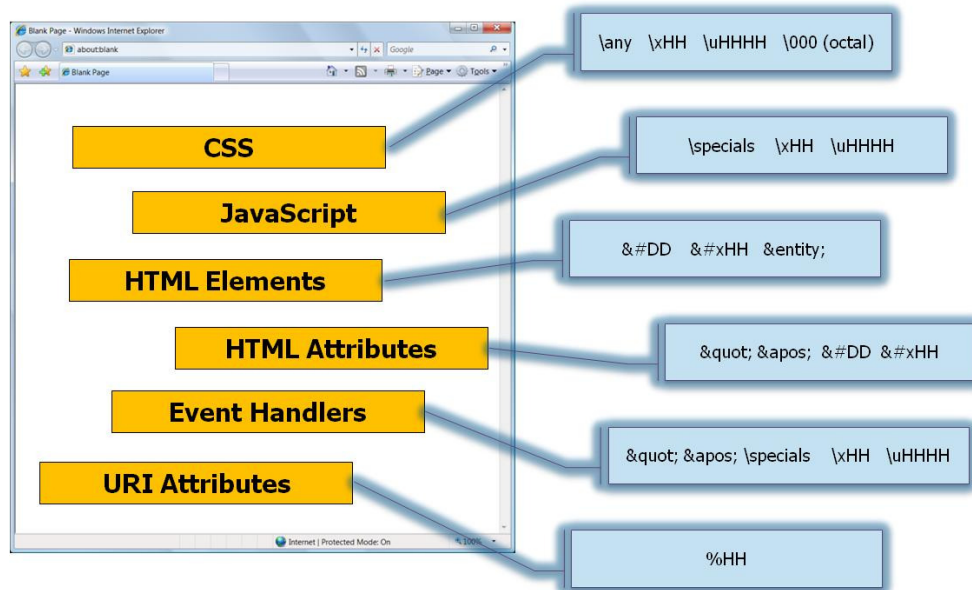 Blank Page - Windows Internet Explorer
about:blank
Google
Blank Page
Page
Tools
\any \xHH \uHHHH \000 (octal)
CSS
\specials \xHH \uHHHH
JavaScript
&#DD &#xHH &entity;
HTML Elements
&quot; &apos; &#DD &#xHH
HTML Attributes
Event Handlers
&quot; &apos; \specials \xHH \uHHHH
URI Attributes
Internet | Protected Mode: On
100%
%HH